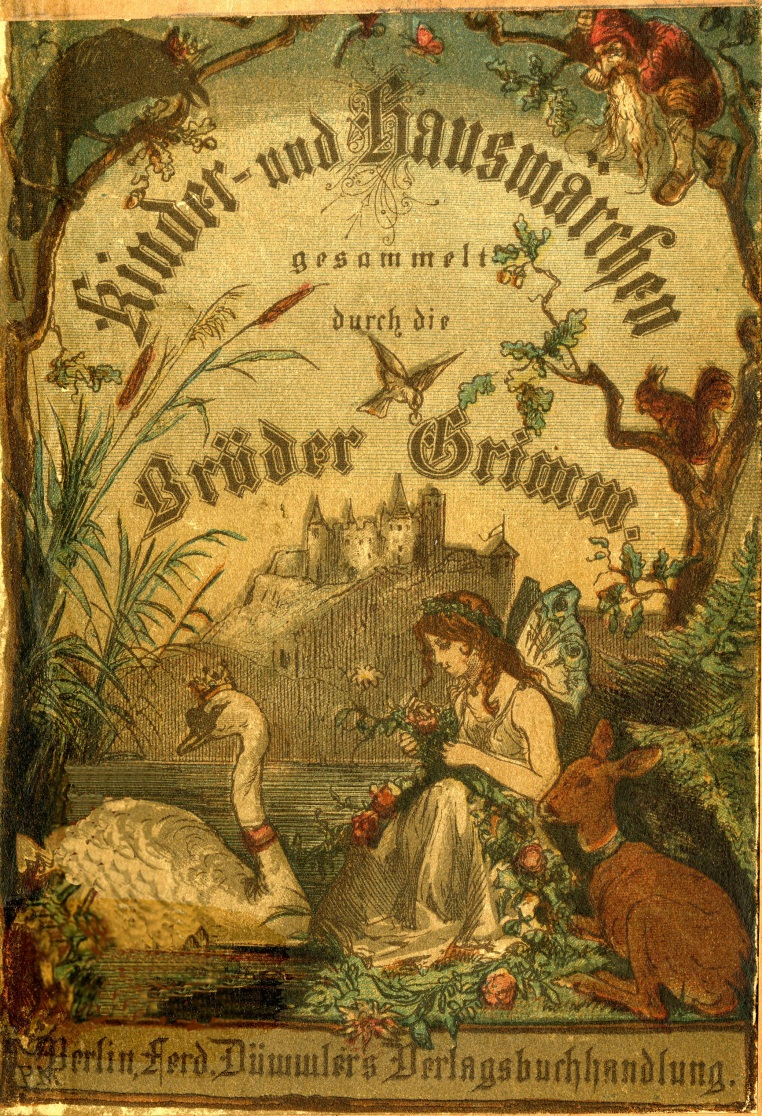 Kinder- und Hausmärchen
gesammelt
durch die
Brüder Grimm.
Berlin, Ferd. Dümmler's Verlagsbuchhandlung.